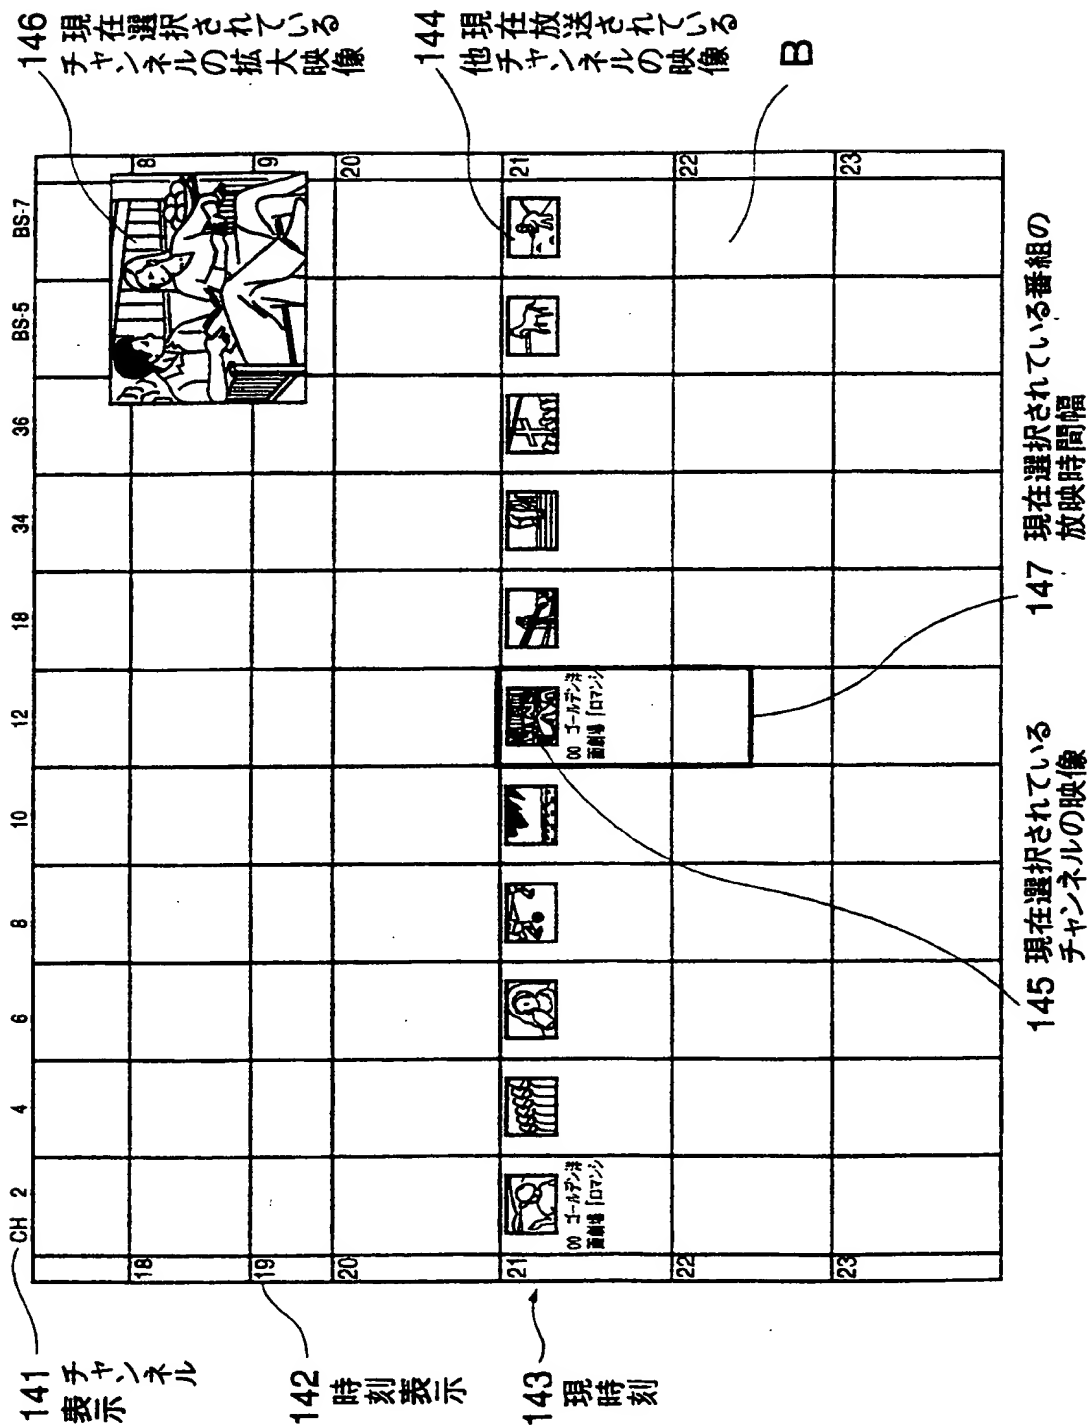 CH 2 4 6 8 10 12 18 34 36 BS-5 BS-7
141 チャンネル
表示
142
時刻表示
143
現時刻
146 現在選択されている
チャンネルの拡大映像
144
他現在放送されている
チャンネルの映像
B
18
19
20
21
22
23
8
9
20
21
22
23
00 ゴールデン洋
画劇場「ロマンシ
00 ゴールデン洋
画劇場「ロマンシ
145 現在選択されている
チャンネルの映像
147 現在選択されている番組の
放映時間幅